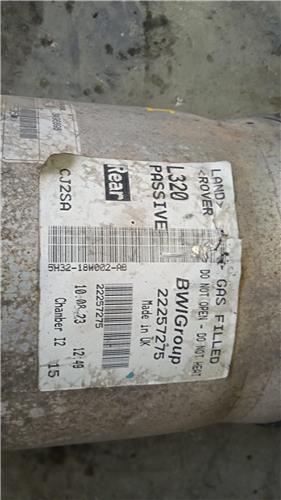 LAND>
<ROVER
L320
PASSIVE
Rear
CJ2SA
5H32-18W002-AB
GAS FILLED
DO NOT OPEN - DO NOT HEAT
BWIGroup
22257275
Made in UK
22257275
10.08.23 12:49
Chamber 12 15